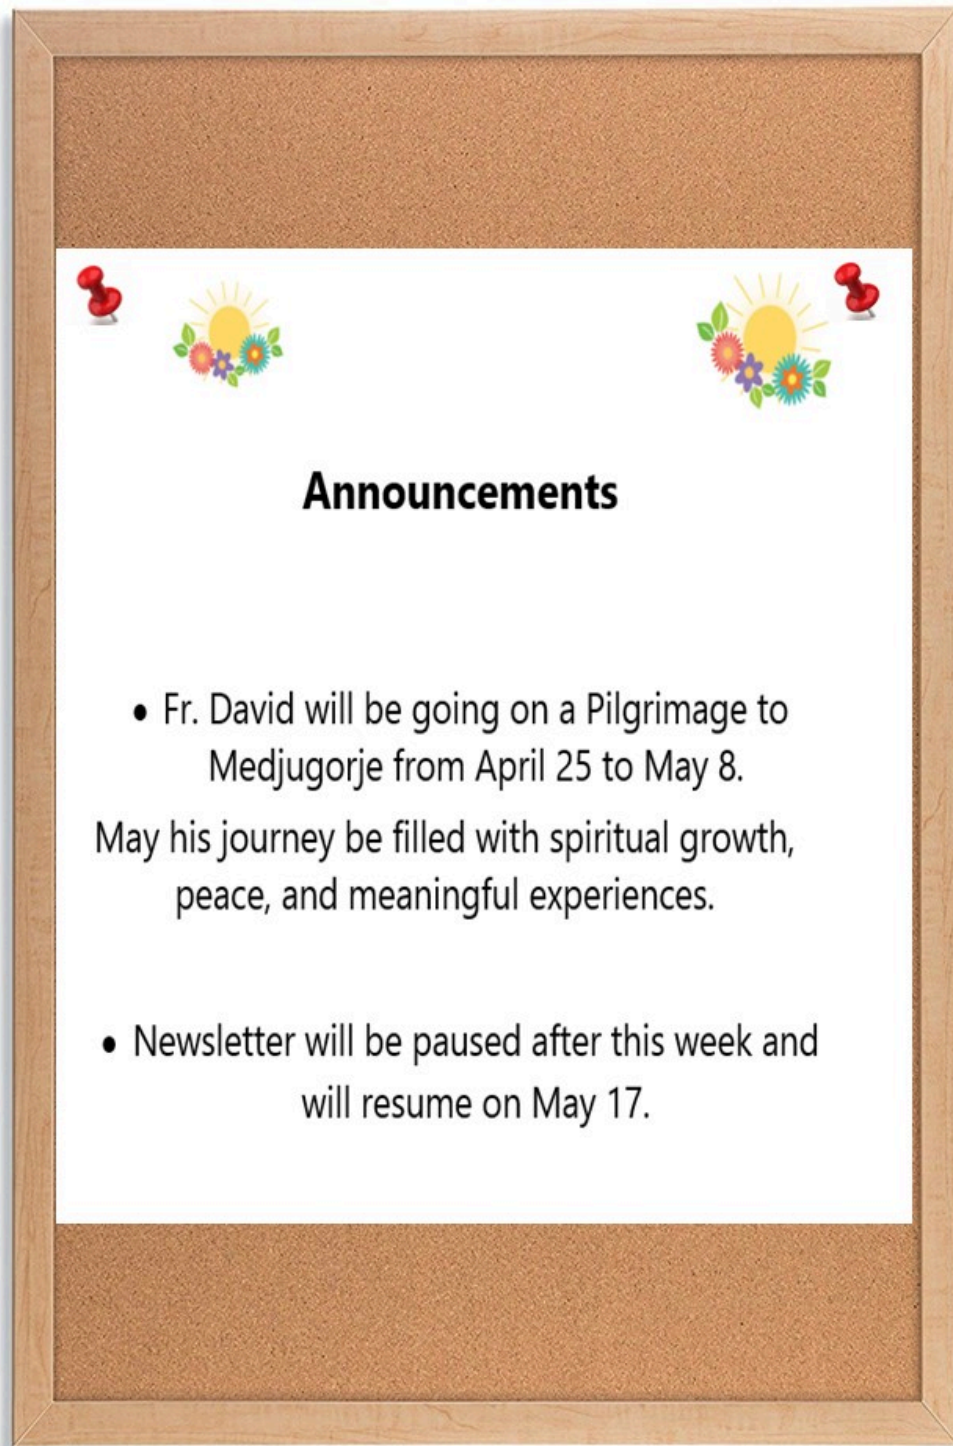 Announcements
• Fr. David will be going on a Pilgrimage to
Medjugorje from April 25 to May 8.
May his journey be filled with spiritual growth,
peace, and meaningful experiences.
• Newsletter will be paused after this week and
will resume on May 17.